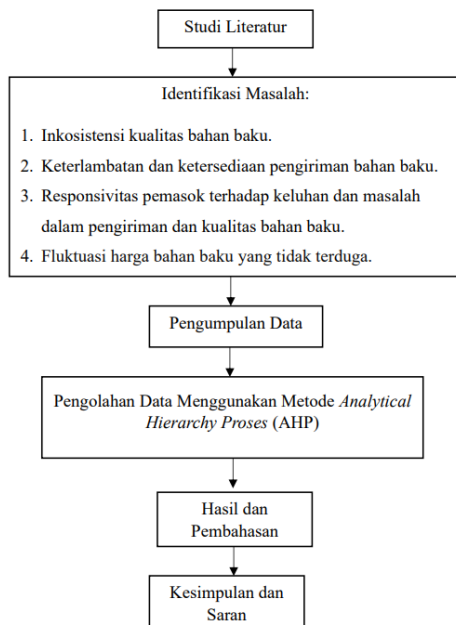 Studi Literatur
Identifikasi Masalah:
1. Inkosistensi kualitas bahan baku.
2. Keterlambatan dan ketersediaan pengiriman bahan baku.
3. Responsivitas pemasok terhadap keluhan dan masalah
dalam pengiriman dan kualitas bahan baku.
4. Fluktuasi harga bahan baku yang tidak terduga.
Pengumpulan Data
Pengolahan Data Menggunakan Metode Analytical
Hierarchy Proses (AHP)
Hasil dan
Pembahasan
Kesimpulan dan
Saran